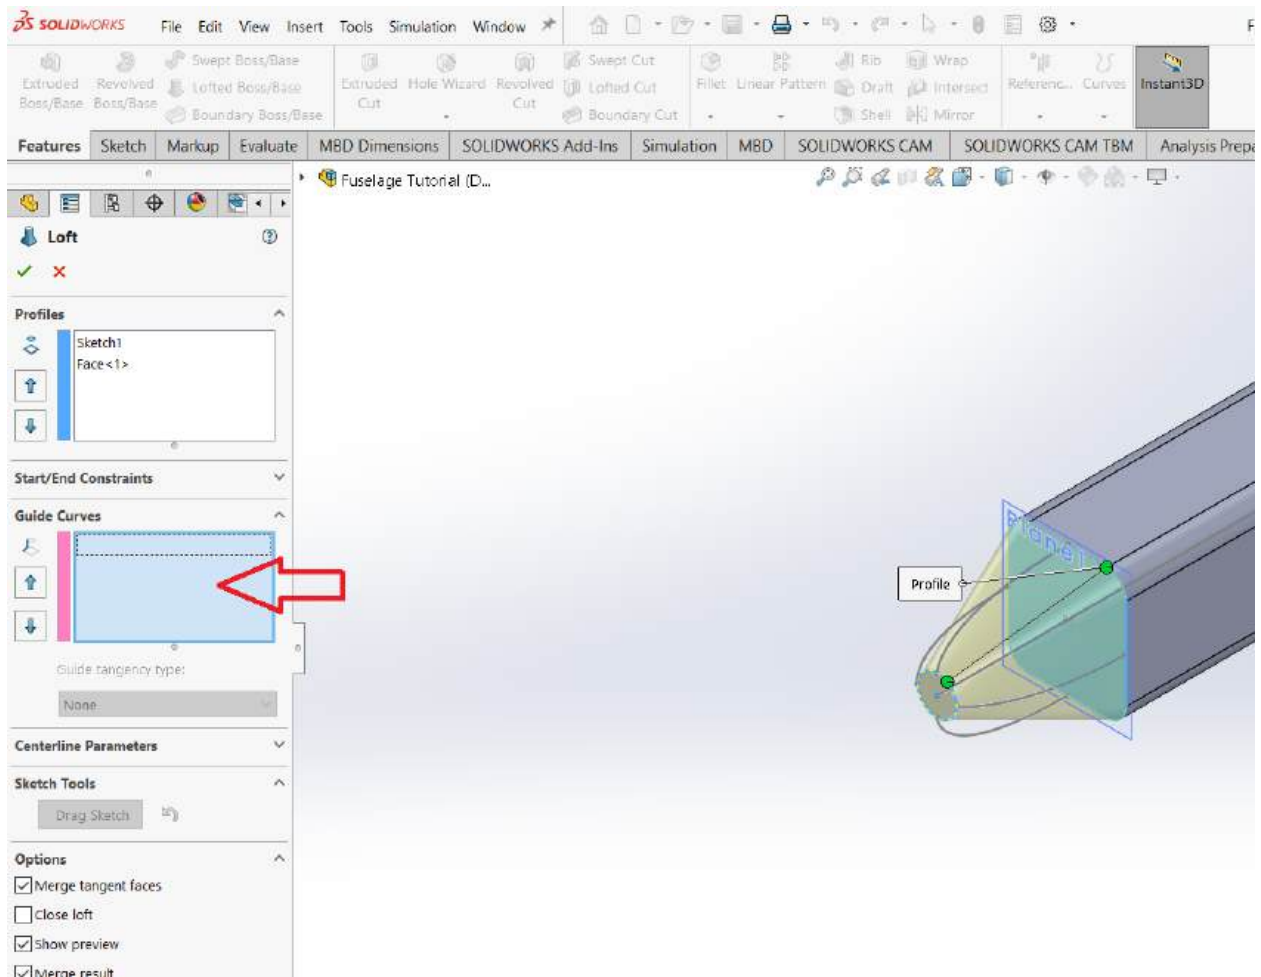 SOLIDWORKS File Edit View Insert Tools Simulation Window F
Extruded Boss/Base Revolved Boss/Base Swept Boss/Base Lofted Boss/Base Boundary Boss/Base Extruded Cut Hole Wizard Revolved Cut Swept Cut Lofted Cut Boundary Cut Fillet Linear Pattern Rib Draft Shell Wrap Intersect Mirror Referenc... Curves Instant3D
Features Sketch Markup Evaluate MBD Dimensions SOLIDWORKS Add-Ins Simulation MBD SOLIDWORKS CAM SOLIDWORKS CAM TBM Analysis Prepa
Fuselage Tutorial (D...
Loft
Profiles
Sketch1
Face<1>
Start/End Constraints
Guide Curves
Plane1
Profile
Guide tangency type:
None
Centerline Parameters
Sketch Tools
Drag Sketch
Options
Merge tangent faces
Close loft
Show preview
Merge result